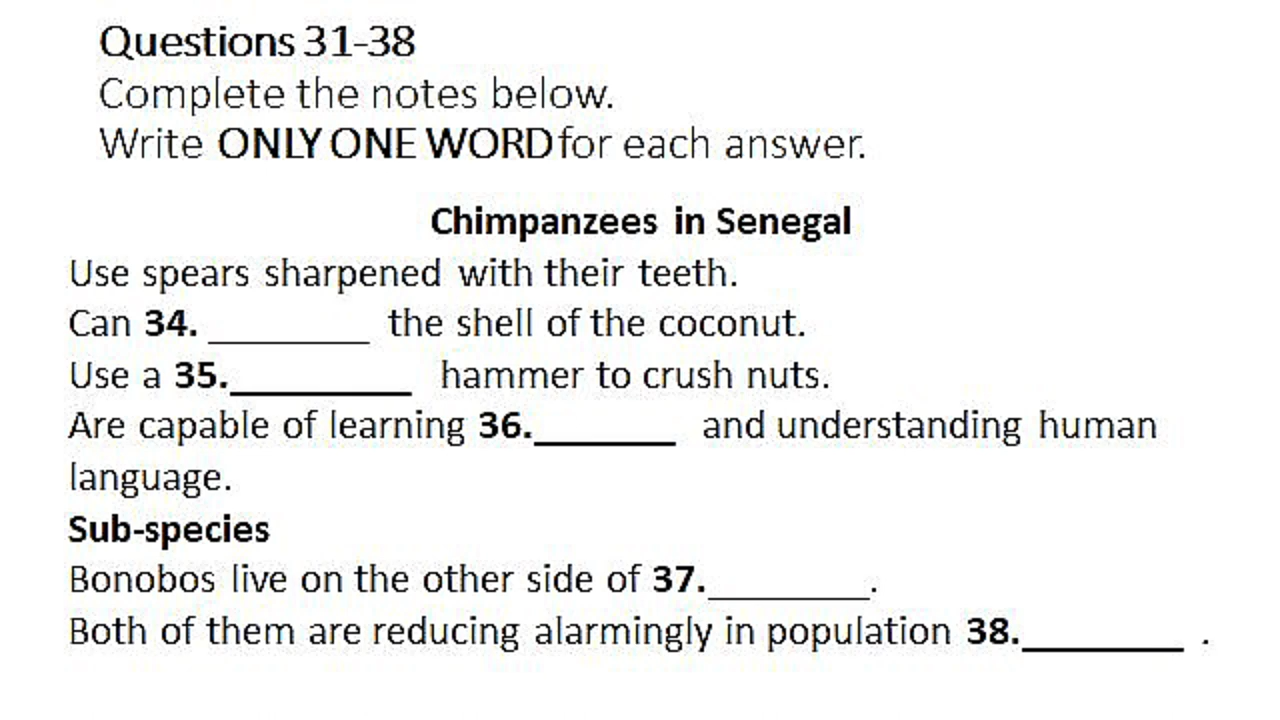 Questions 31-38
Complete the notes below.
Write ONLY ONE WORD for each answer.
Chimpanzees in Senegal
Use spears sharpened with their teeth.
Can 34. ________ the shell of the coconut.
Use a 35.________ hammer to crush nuts.
Are capable of learning 36.________ and understanding human
language.
Sub-species
Bonobos live on the other side of 37.________.
Both of them are reducing alarmingly in population 38.________ .